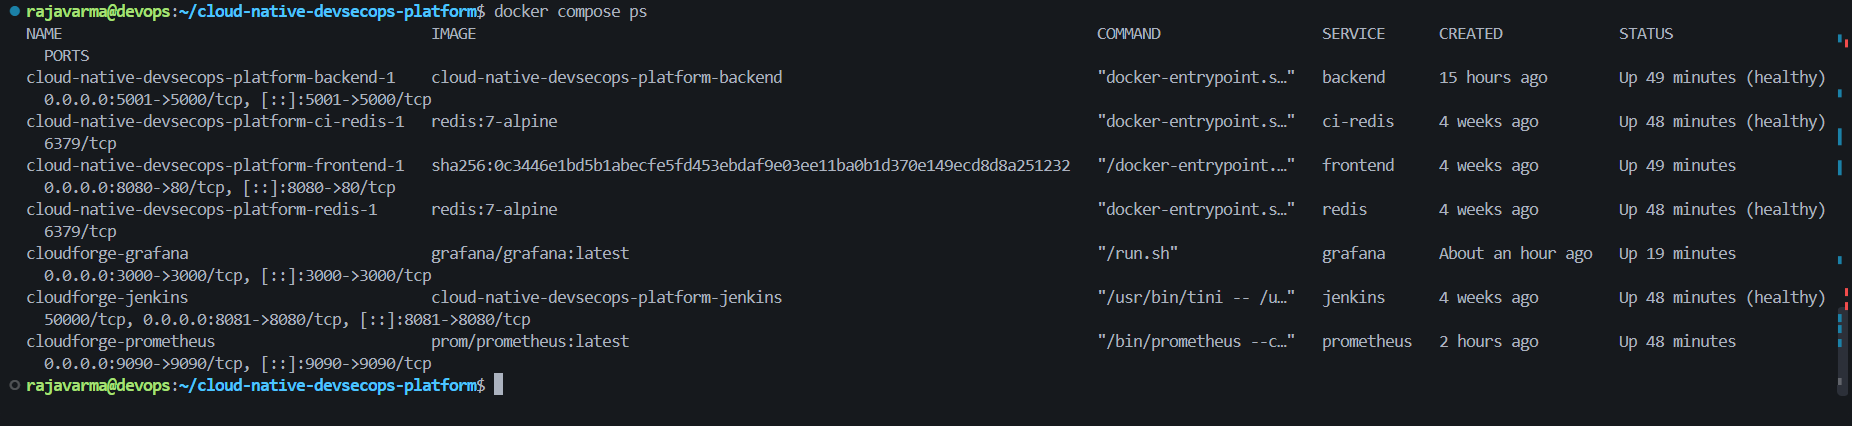 rajavarma@devops:~/cloud-native-devsecops-platform$ docker compose ps
NAME IMAGE COMMAND SERVICE CREATED STATUS
PORTS
cloud-native-devsecops-platform-backend-1 cloud-native-devsecops-platform-backend "docker-entrypoint.s…" backend 15 hours ago Up 49 minutes (healthy)
0.0.0.0:5001->5000/tcp, [::]:5001->5000/tcp
cloud-native-devsecops-platform-ci-redis-1 redis:7-alpine "docker-entrypoint.s…" ci-redis 4 weeks ago Up 48 minutes (healthy)
6379/tcp
cloud-native-devsecops-platform-frontend-1 sha256:0c3446e1bd5b1abecfe5fd453ebdaf9e03ee11ba0b1d370e149ecd8d8a251232 "/docker-entrypoint.…" frontend 4 weeks ago Up 49 minutes
0.0.0.0:8080->80/tcp, [::]:8080->80/tcp
cloud-native-devsecops-platform-redis-1 redis:7-alpine "docker-entrypoint.s…" redis 4 weeks ago Up 48 minutes (healthy)
6379/tcp
cloudforge-grafana grafana/grafana:latest "/run.sh" grafana About an hour ago Up 19 minutes
0.0.0.0:3000->3000/tcp, [::]:3000->3000/tcp
cloudforge-jenkins cloud-native-devsecops-platform-jenkins "/usr/bin/tini -- /u…" jenkins 4 weeks ago Up 48 minutes (healthy)
50000/tcp, 0.0.0.0:8081->8080/tcp, [::]:8081->8080/tcp
cloudforge-prometheus prom/prometheus:latest "/bin/prometheus --c…" prometheus 2 hours ago Up 48 minutes
0.0.0.0:9090->9090/tcp, [::]:9090->9090/tcp
rajavarma@devops:~/cloud-native-devsecops-platform$